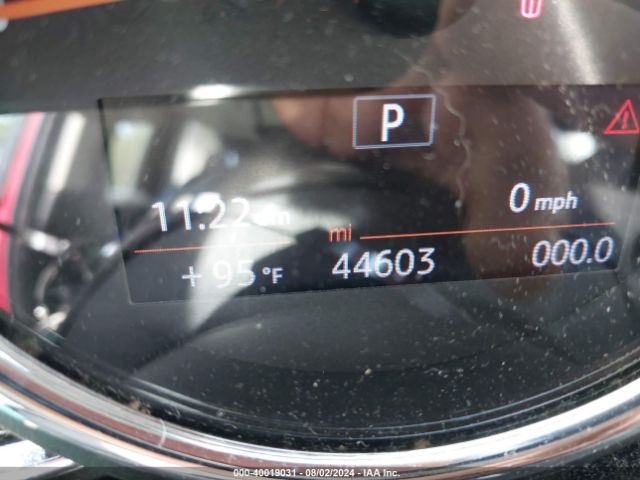 P
11:22
0 mph
mi
+95 °F
44603
000.0
000-40019031 - 08/02/2024 - IAA Inc.